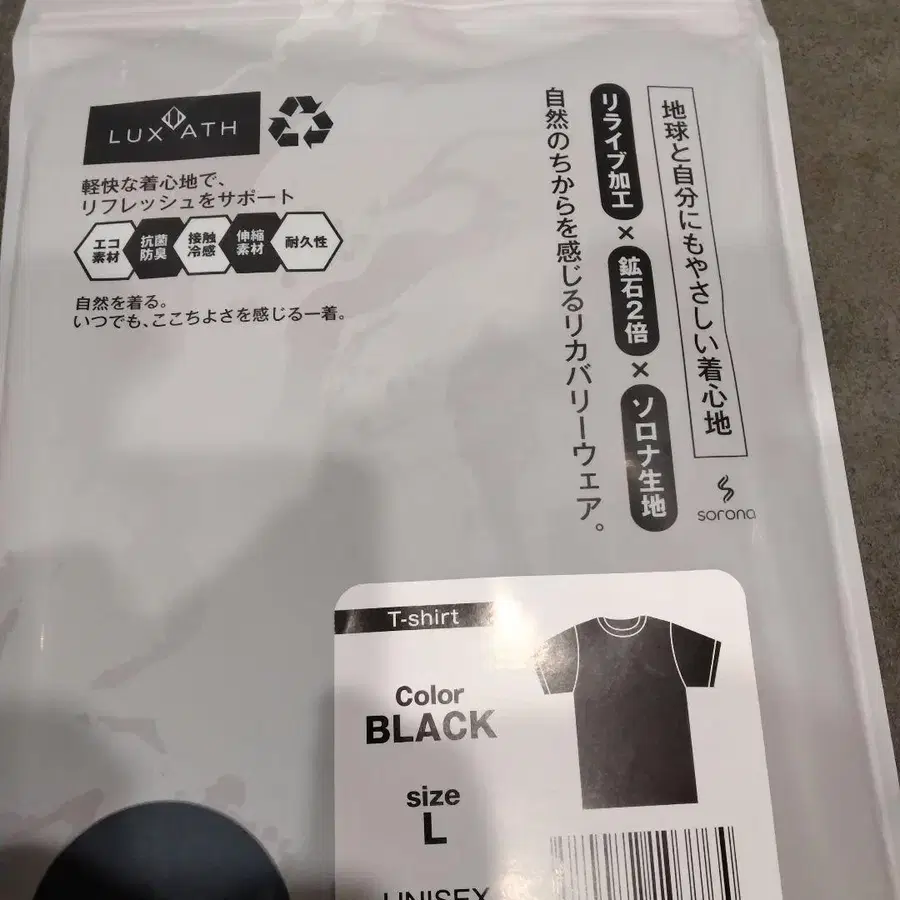 LUXATH
軽快な着心地で、
リフレッシュをサポート
エコ素材
抗菌防臭
接触冷感
伸縮素材
耐久性
自然を着る。
いつでも、ここちよさを感じる一着。
地球と自分にもやさしい着心地
リライブ加工×鉱石2倍×ソロナ生地
自然のちからを感じるリカバリーウェア。
sorona
T-shirt
Color
BLACK
size
L
UNISEX